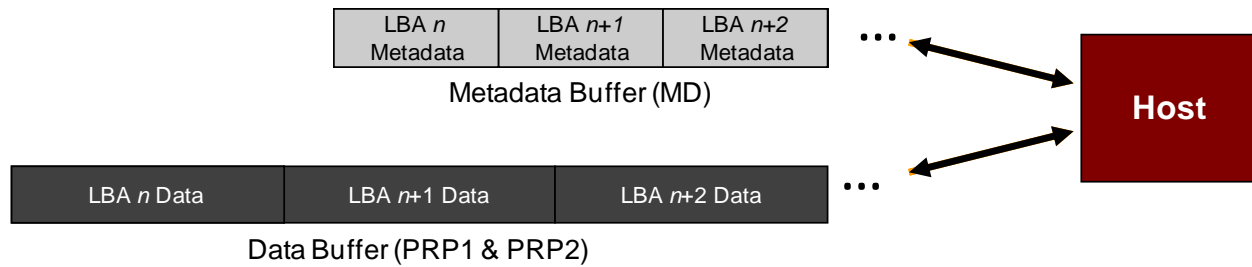 LBA n LBA n+1 LBA n+2
Metadata Metadata Metadata
...
Metadata Buffer (MD)
Host
LBA n Data LBA n+1 Data LBA n+2 Data
...
Data Buffer (PRP1 & PRP2)